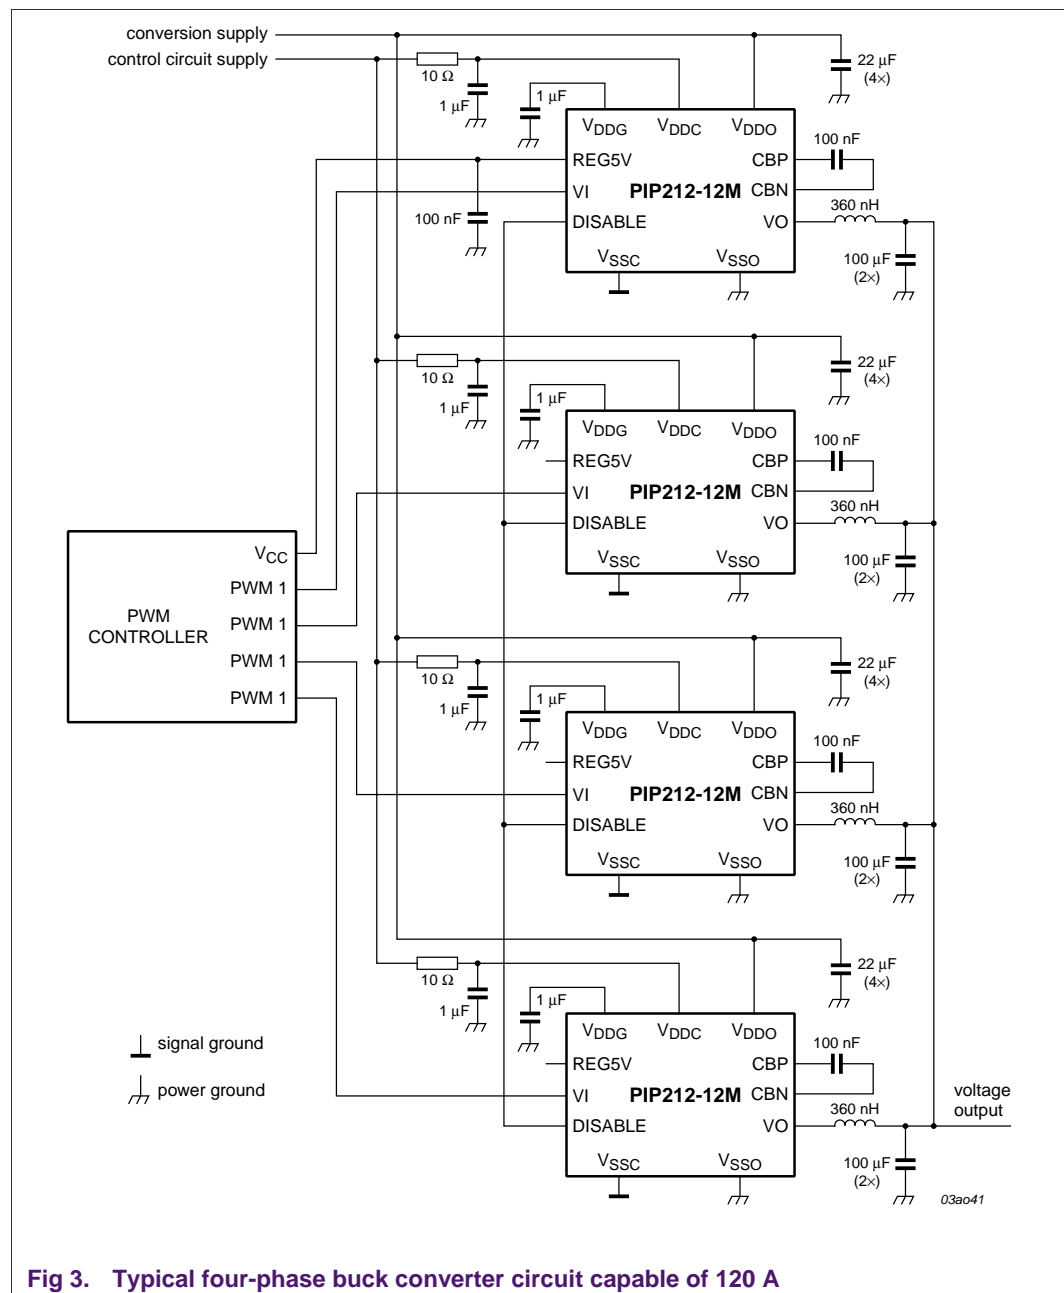 conversion supply
control circuit supply
10 Ω
1 μF
1 μF
22 μF
(4×)
VDDG VDDC VDDO
REG5V
CBP
100 nF
VI
PIP212-12M
CBN
100 nF
DISABLE
VO
360 nH
VSSC
VSSO
100 μF
(2×)
10 Ω
1 μF
1 μF
22 μF
(4×)
VDDG VDDC VDDO
REG5V
CBP
100 nF
VI
PIP212-12M
CBN
DISABLE
VO
360 nH
VSSC
VSSO
100 μF
(2×)
PWM
CONTROLLER
VCC
PWM 1
PWM 1
PWM 1
PWM 1
10 Ω
1 μF
1 μF
22 μF
(4×)
VDDG VDDC VDDO
REG5V
CBP
100 nF
VI
PIP212-12M
CBN
DISABLE
VO
360 nH
VSSC
VSSO
100 μF
(2×)
10 Ω
1 μF
1 μF
22 μF
(4×)
VDDG VDDC VDDO
REG5V
CBP
100 nF
VI
PIP212-12M
CBN
DISABLE
VO
360 nH
VSSC
VSSO
100 μF
(2×)
signal ground
power ground
voltage
output
03ao41
Fig 3. Typical four-phase buck converter circuit capable of 120 A